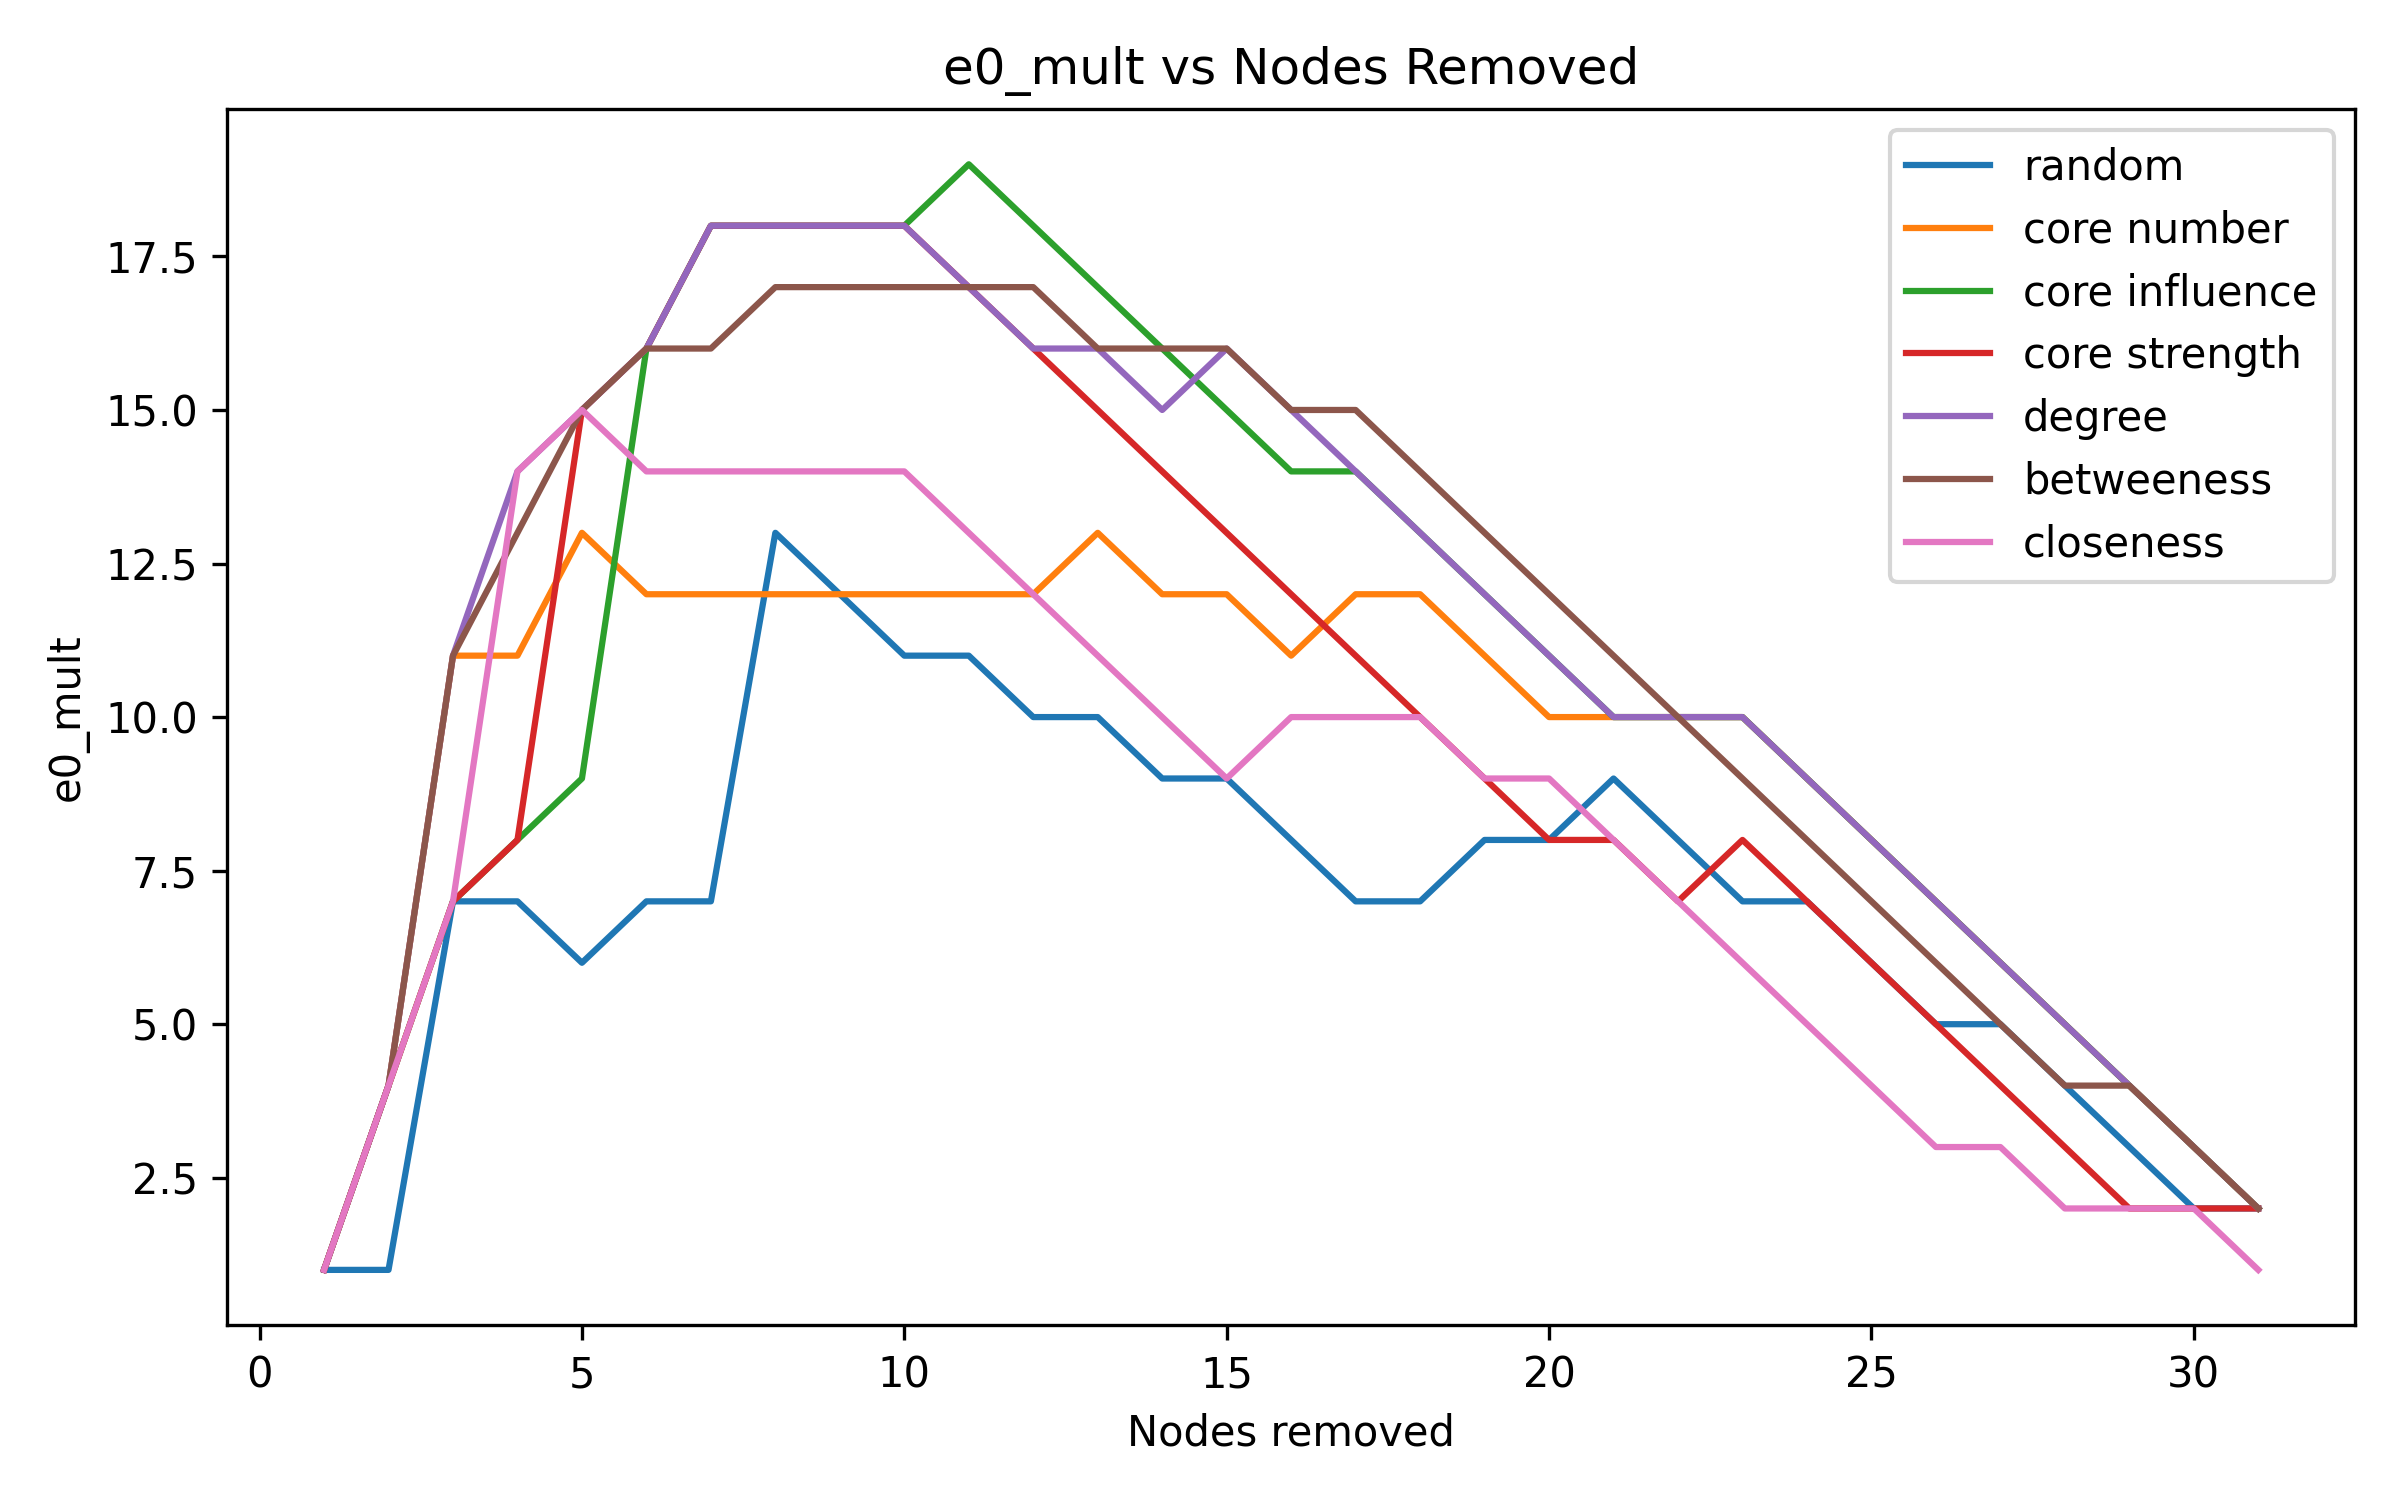 e0_mult vs Nodes Removed
random
core number
core influence
core strength
degree
betweeness
closeness
17.5
15.0
12.5
10.0
7.5
5.0
2.5
e0_mult
0 5 10 15 20 25 30
Nodes removed